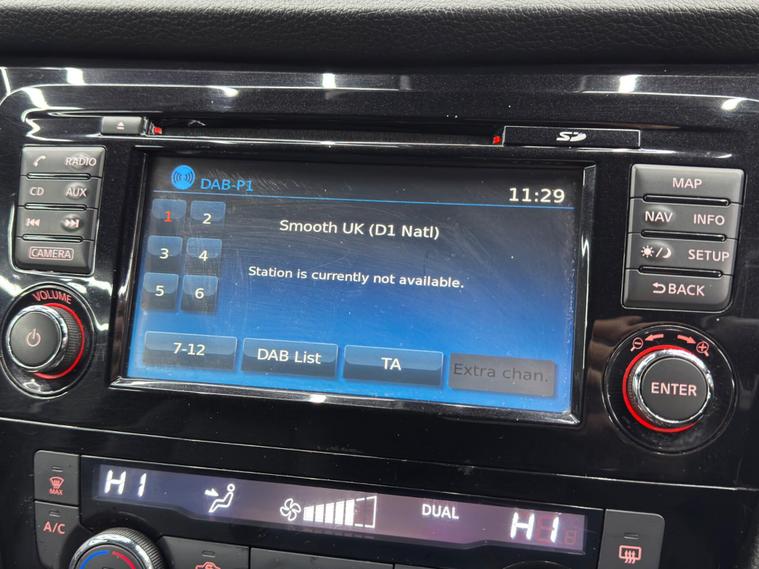 SD
RADIO
CD AUX
CAMERA
VOLUME
DAB-P1
11:29
1 2
3 4
5 6
Smooth UK (D1 Natl)
Station is currently not available.
7-12
DAB List
TA
Extra chan.
MAP
NAV INFO
SETUP
BACK
ENTER
MAX
A/C
HI
DUAL
HI